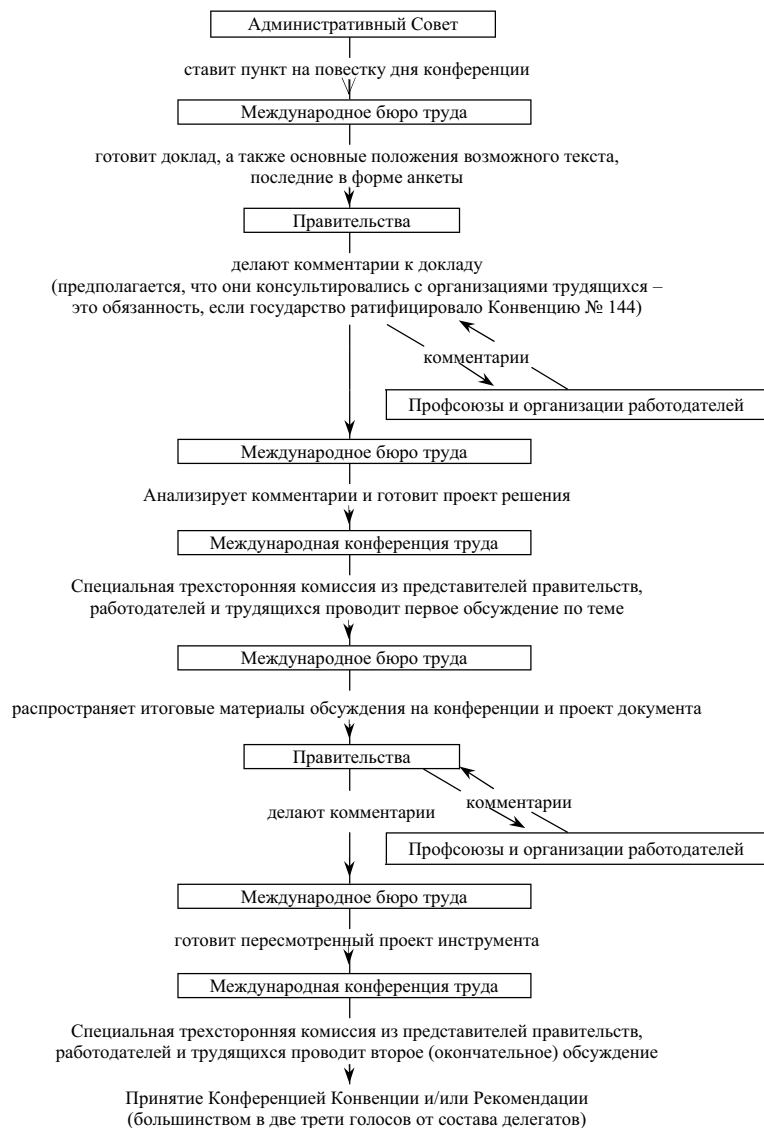 Административный Совет
ставит пункт на повестку дня конференции
Международное бюро труда
готовит доклад, а также основные положения возможного текста,
последние в форме анкеты
Правительства
делают комментарии к докладу
(предполагается, что они консультировались с организациями трудящихся –
это обязанность, если государство ратифицировало Конвенцию № 144)
комментарии
Профсоюзы и организации работодателей
Международное бюро труда
Анализирует комментарии и готовит проект решения
Международная конференция труда
Специальная трехсторонняя комиссия из представителей правительств,
работодателей и трудящихся проводит первое обсуждение по теме
Международное бюро труда
распространяет итоговые материалы обсуждения на конференции и проект документа
Правительства
комментарии
делают комментарии
Профсоюзы и организации работодателей
Международное бюро труда
готовит пересмотренный проект инструмента
Международная конференция труда
Специальная трехсторонняя комиссия из представителей правительств,
работодателей и трудящихся проводит второе (окончательное) обсуждение
Принятие Конференцией Конвенции и/или Рекомендации
(большинством в две трети голосов от состава делегатов)